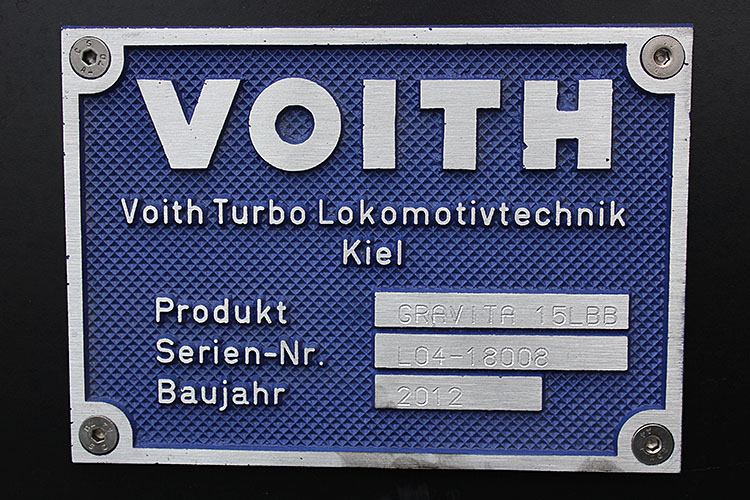 VOITH
Voith Turbo Lokomotivtechnik
Kiel
Produkt GRAVITA 15LBB
Serien-Nr. L04-18008
Baujahr 2012